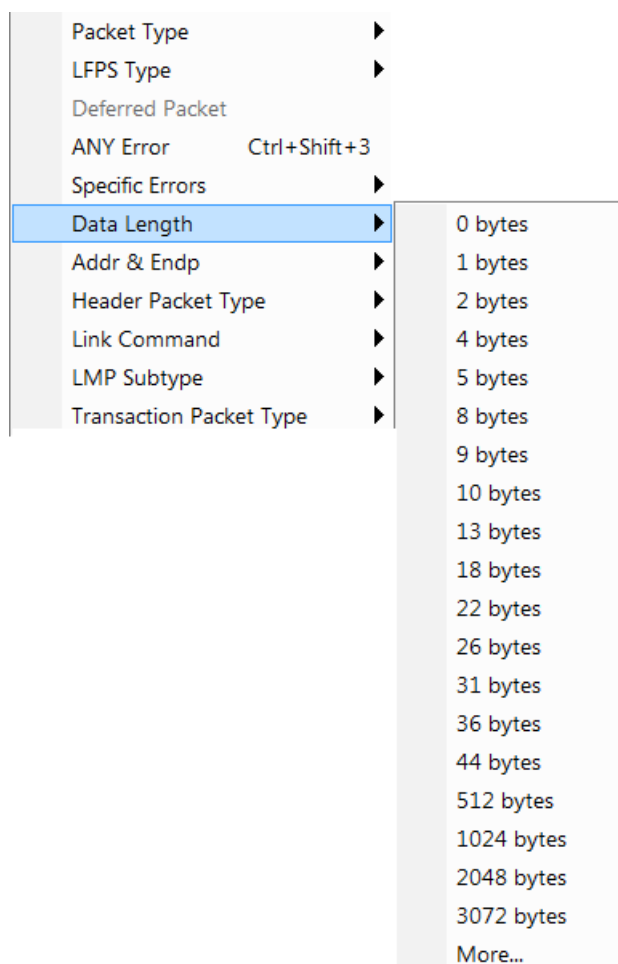 Packet Type
LFPS Type
Deferred Packet
ANY Error Ctrl+Shift+3
Specific Errors
Data Length
Addr & Endp
Header Packet Type
Link Command
LMP Subtype
Transaction Packet Type
0 bytes
1 bytes
2 bytes
4 bytes
5 bytes
8 bytes
9 bytes
10 bytes
13 bytes
18 bytes
22 bytes
26 bytes
31 bytes
36 bytes
44 bytes
512 bytes
1024 bytes
2048 bytes
3072 bytes
More...